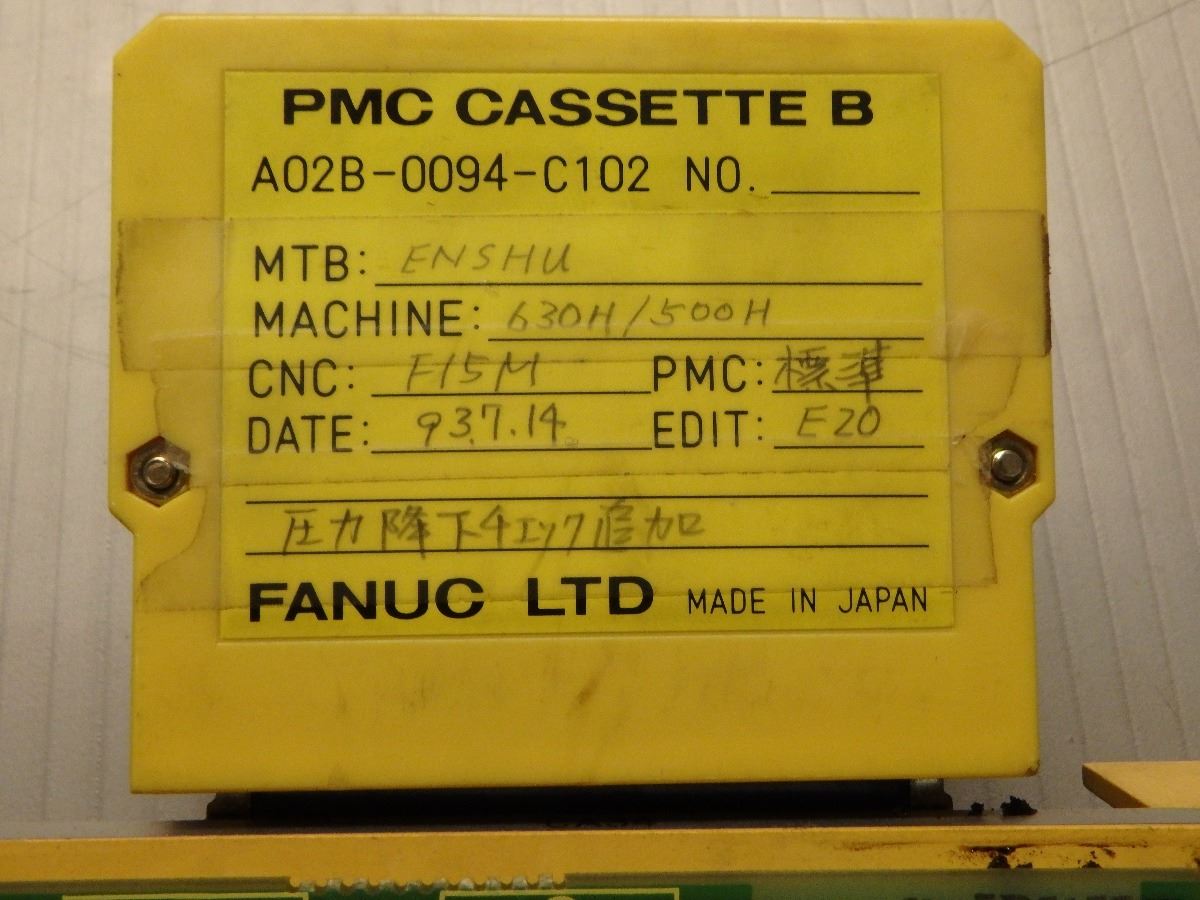 PMC CASSETTE B
A02B-0094-C102 NO.
MTB: ENSHU
MACHINE: 630H/500H
CNC: F15M PMC: 標準
DATE: 93.7.14. EDIT: E20
圧力降下チェック追加
FANUC LTD MADE IN JAPAN